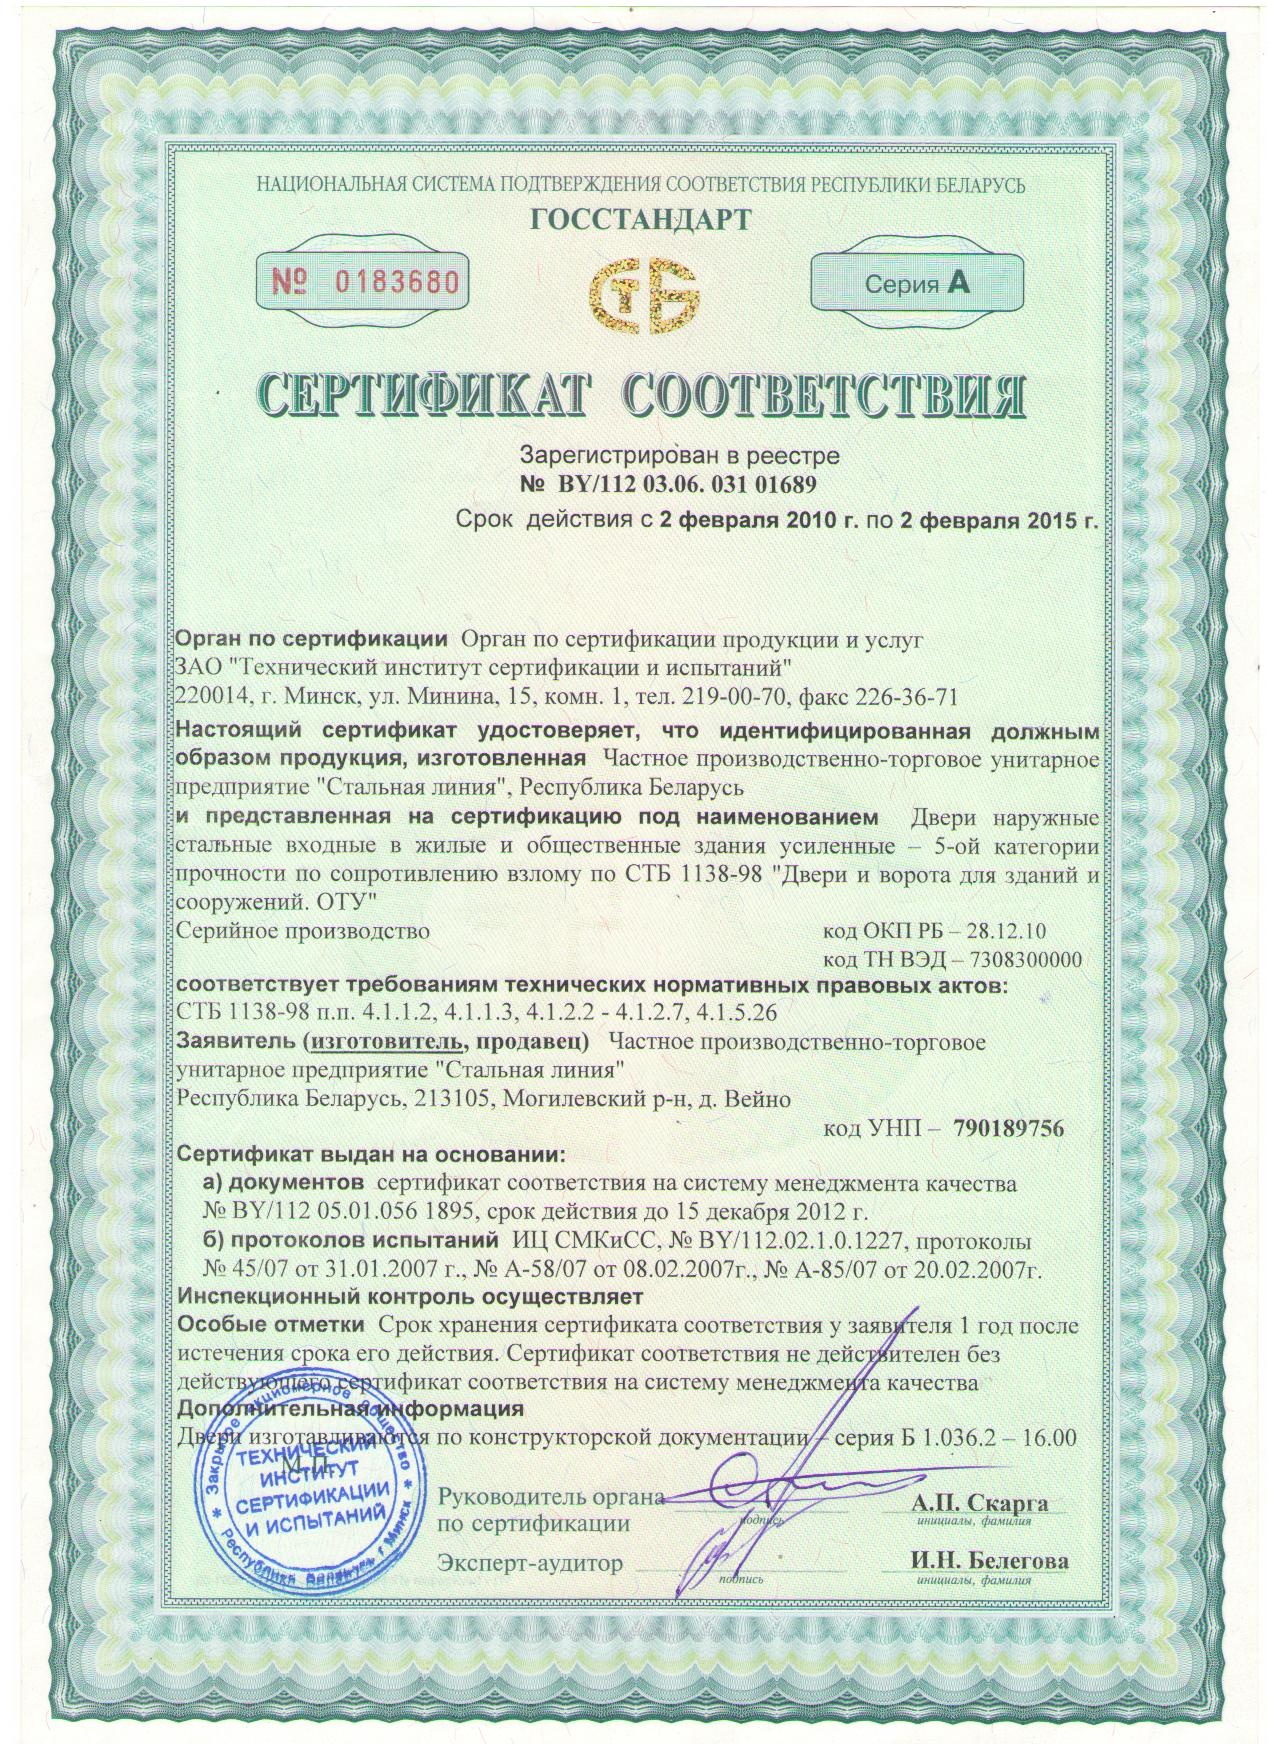 НАЦИОНАЛЬНАЯ СИСТЕМА ПОДТВЕРЖДЕНИЯ СООТВЕТСТВИЯ РЕСПУБЛИКИ БЕЛАРУСЬ
ГОССТАНДАРТ
№ 0183680
СТБ
Серия А
СЕРТИФИКАТ СООТВЕТСТВИЯ
Зарегистрирован в реестре
№ BY/112 03.06. 031 01689
Срок действия с 2 февраля 2010 г. по 2 февраля 2015 г.
Орган по сертификации Орган по сертификации продукции и услуг
ЗАО "Технический институт сертификации и испытаний"
220014, г. Минск, ул. Минина, 15, комн. 1, тел. 219-00-70, факс 226-36-71
Настоящий сертификат удостоверяет, что идентифицированная должным
образом продукция, изготовленная Частное производственно-торговое унитарное
предприятие "Стальная линия", Республика Беларусь
и представленная на сертификацию под наименованием Двери наружные
стальные входные в жилые и общественные здания усиленные – 5-ой категории
прочности по сопротивлению взлому по СТБ 1138-98 "Двери и ворота для зданий и
сооружений. ОТУ"
Серийное производство код ОКП РБ – 28.12.10
код ТН ВЭД – 7308300000
соответствует требованиям технических нормативных правовых актов:
СТБ 1138-98 п.п. 4.1.1.2, 4.1.1.3, 4.1.2.2 - 4.1.2.7, 4.1.5.26
Заявитель (изготовитель, продавец) Частное производственно-торговое
унитарное предприятие "Стальная линия"
Республика Беларусь, 213105, Могилевский р-н, д. Вейно
код УНП – 790189756
Сертификат выдан на основании:
а) документов сертификат соответствия на систему менеджмента качества
№ BY/112 05.01.056 1895, срок действия до 15 декабря 2012 г.
б) протоколов испытаний ИЦ СМКиСС, № BY/112.02.1.0.1227, протоколы
№ 45/07 от 31.01.2007 г., № А-58/07 от 08.02.2007г., № А-85/07 от 20.02.2007г.
Инспекционный контроль осуществляет
Особые отметки Срок хранения сертификата соответствия у заявителя 1 год после
истечения срока его действия. Сертификат соответствия не действителен без
действующего сертификат соответствия на систему менеджмента качества
Дополнительная информация
Двери изготавливаются по конструкторской документации – серия Б 1.036.2 – 16.00
М.П.
Закрытое акционерное общество
ТЕХНИЧЕСКИЙ
ИНСТИТУТ
СЕРТИФИКАЦИИ
И ИСПЫТАНИЙ
Республика Беларусь г Минск
Руководитель органа
по сертификации
подпись
А.П. Скарга
инициалы, фамилия
Эксперт-аудитор
подпись
И.Н. Белегова
инициалы, фамилия